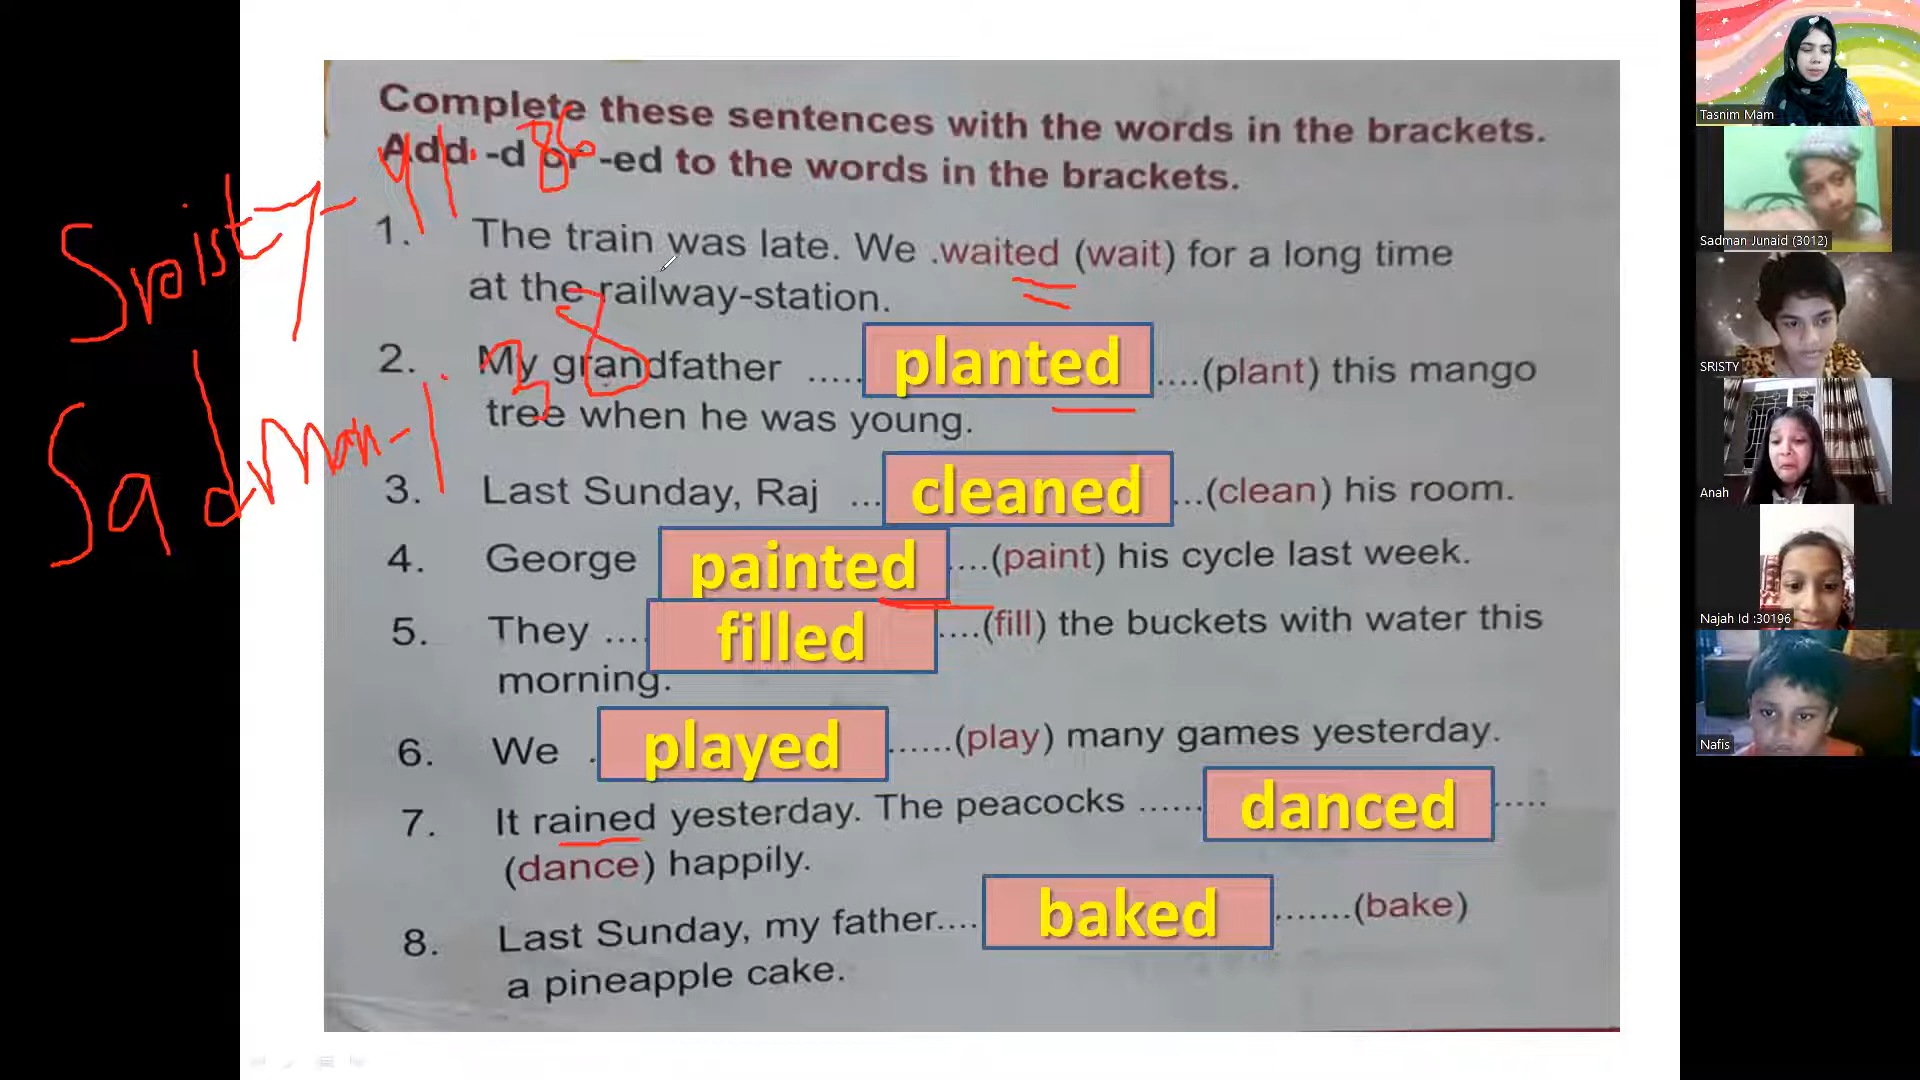 Complete these sentences with the words in the brackets.
Add -d or -ed to the words in the brackets.
1. The train was late. We .waited (wait) for a long time
at the railway-station.
2. My grandfather ..... planted ....(plant) this mango
tree when he was young.
3. Last Sunday, Raj ... cleaned ...(clean) his room.
4. George painted ....(paint) his cycle last week.
5. They .... filled ....(fill) the buckets with water this
morning.
6. We . played ......(play) many games yesterday.
7. It rained yesterday. The peacocks ...... danced .....
(dance) happily.
8. Last Sunday, my father.... baked .......(bake)
a pineapple cake.
Sadman-1
Tasnim Mam
Sadman Junaid (3012)
SRISTY
Anah
Najah Id :30196
Nafis